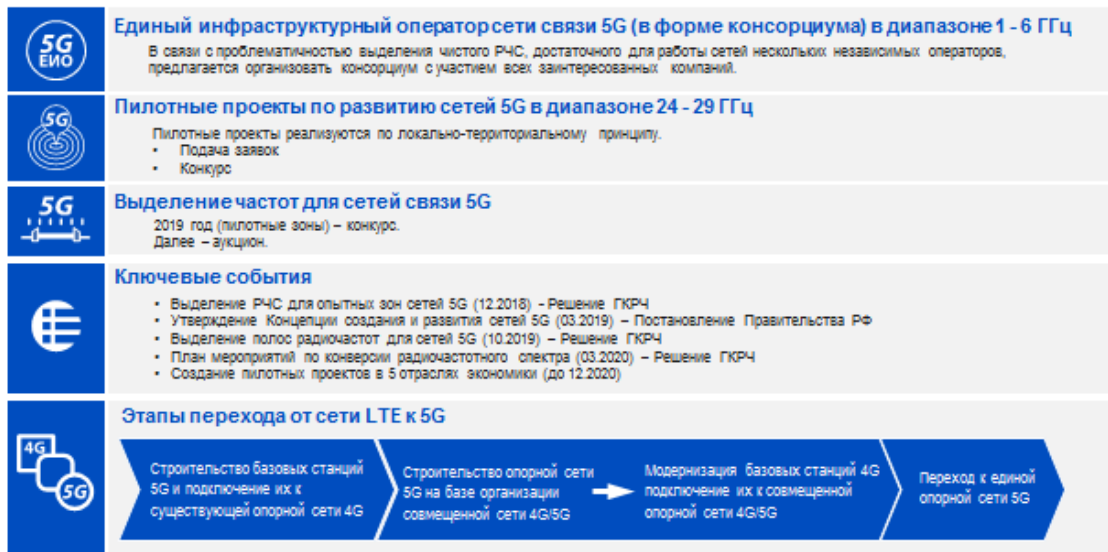 5G
ЕИО
Единый инфраструктурный оператор сети связи 5G (в форме консорциума) в диапазоне 1 - 6 ГГц
В связи с проблематичностью выделения чистого РЧС, достаточного для работы сетей нескольких независимых операторов,
предлагается организовать консорциум с участием всех заинтересованных компаний.
5G
Пилотные проекты по развитию сетей 5G в диапазоне 24 - 29 ГГц
Пилотные проекты реализуются по локально-территориальному принципу.
• Подача заявок
• Конкурс
5G
Выделение частот для сетей связи 5G
2019 год (пилотные зоны) – конкурс.
Далее – аукцион.
Ключевые события
• Выделение РЧС для опытных зон сетей 5G (12.2018) - Решение ГКРЧ
• Утверждение Концепции создания и развития сетей 5G (03.2019) – Постановление Правительства РФ
• Выделение полос радиочастот для сетей 5G (10.2019) – Решение ГКРЧ
• План мероприятий по конверсии радиочастотного спектра (03.2020) – Решение ГКРЧ
• Создание пилотных проектов в 5 отраслях экономики (до 12.2020)
4G
5G
Этапы перехода от сети LTE к 5G
Строительство базовых станций
5G и подключение их к
существующей опорной сети 4G
Строительство опорной сети
5G на базе организации
совмещенной сети 4G/5G
Модернизация базовых станций 4G
подключение их к совмещенной
опорной сети 4G/5G
Переход к единой
опорной сети 5G